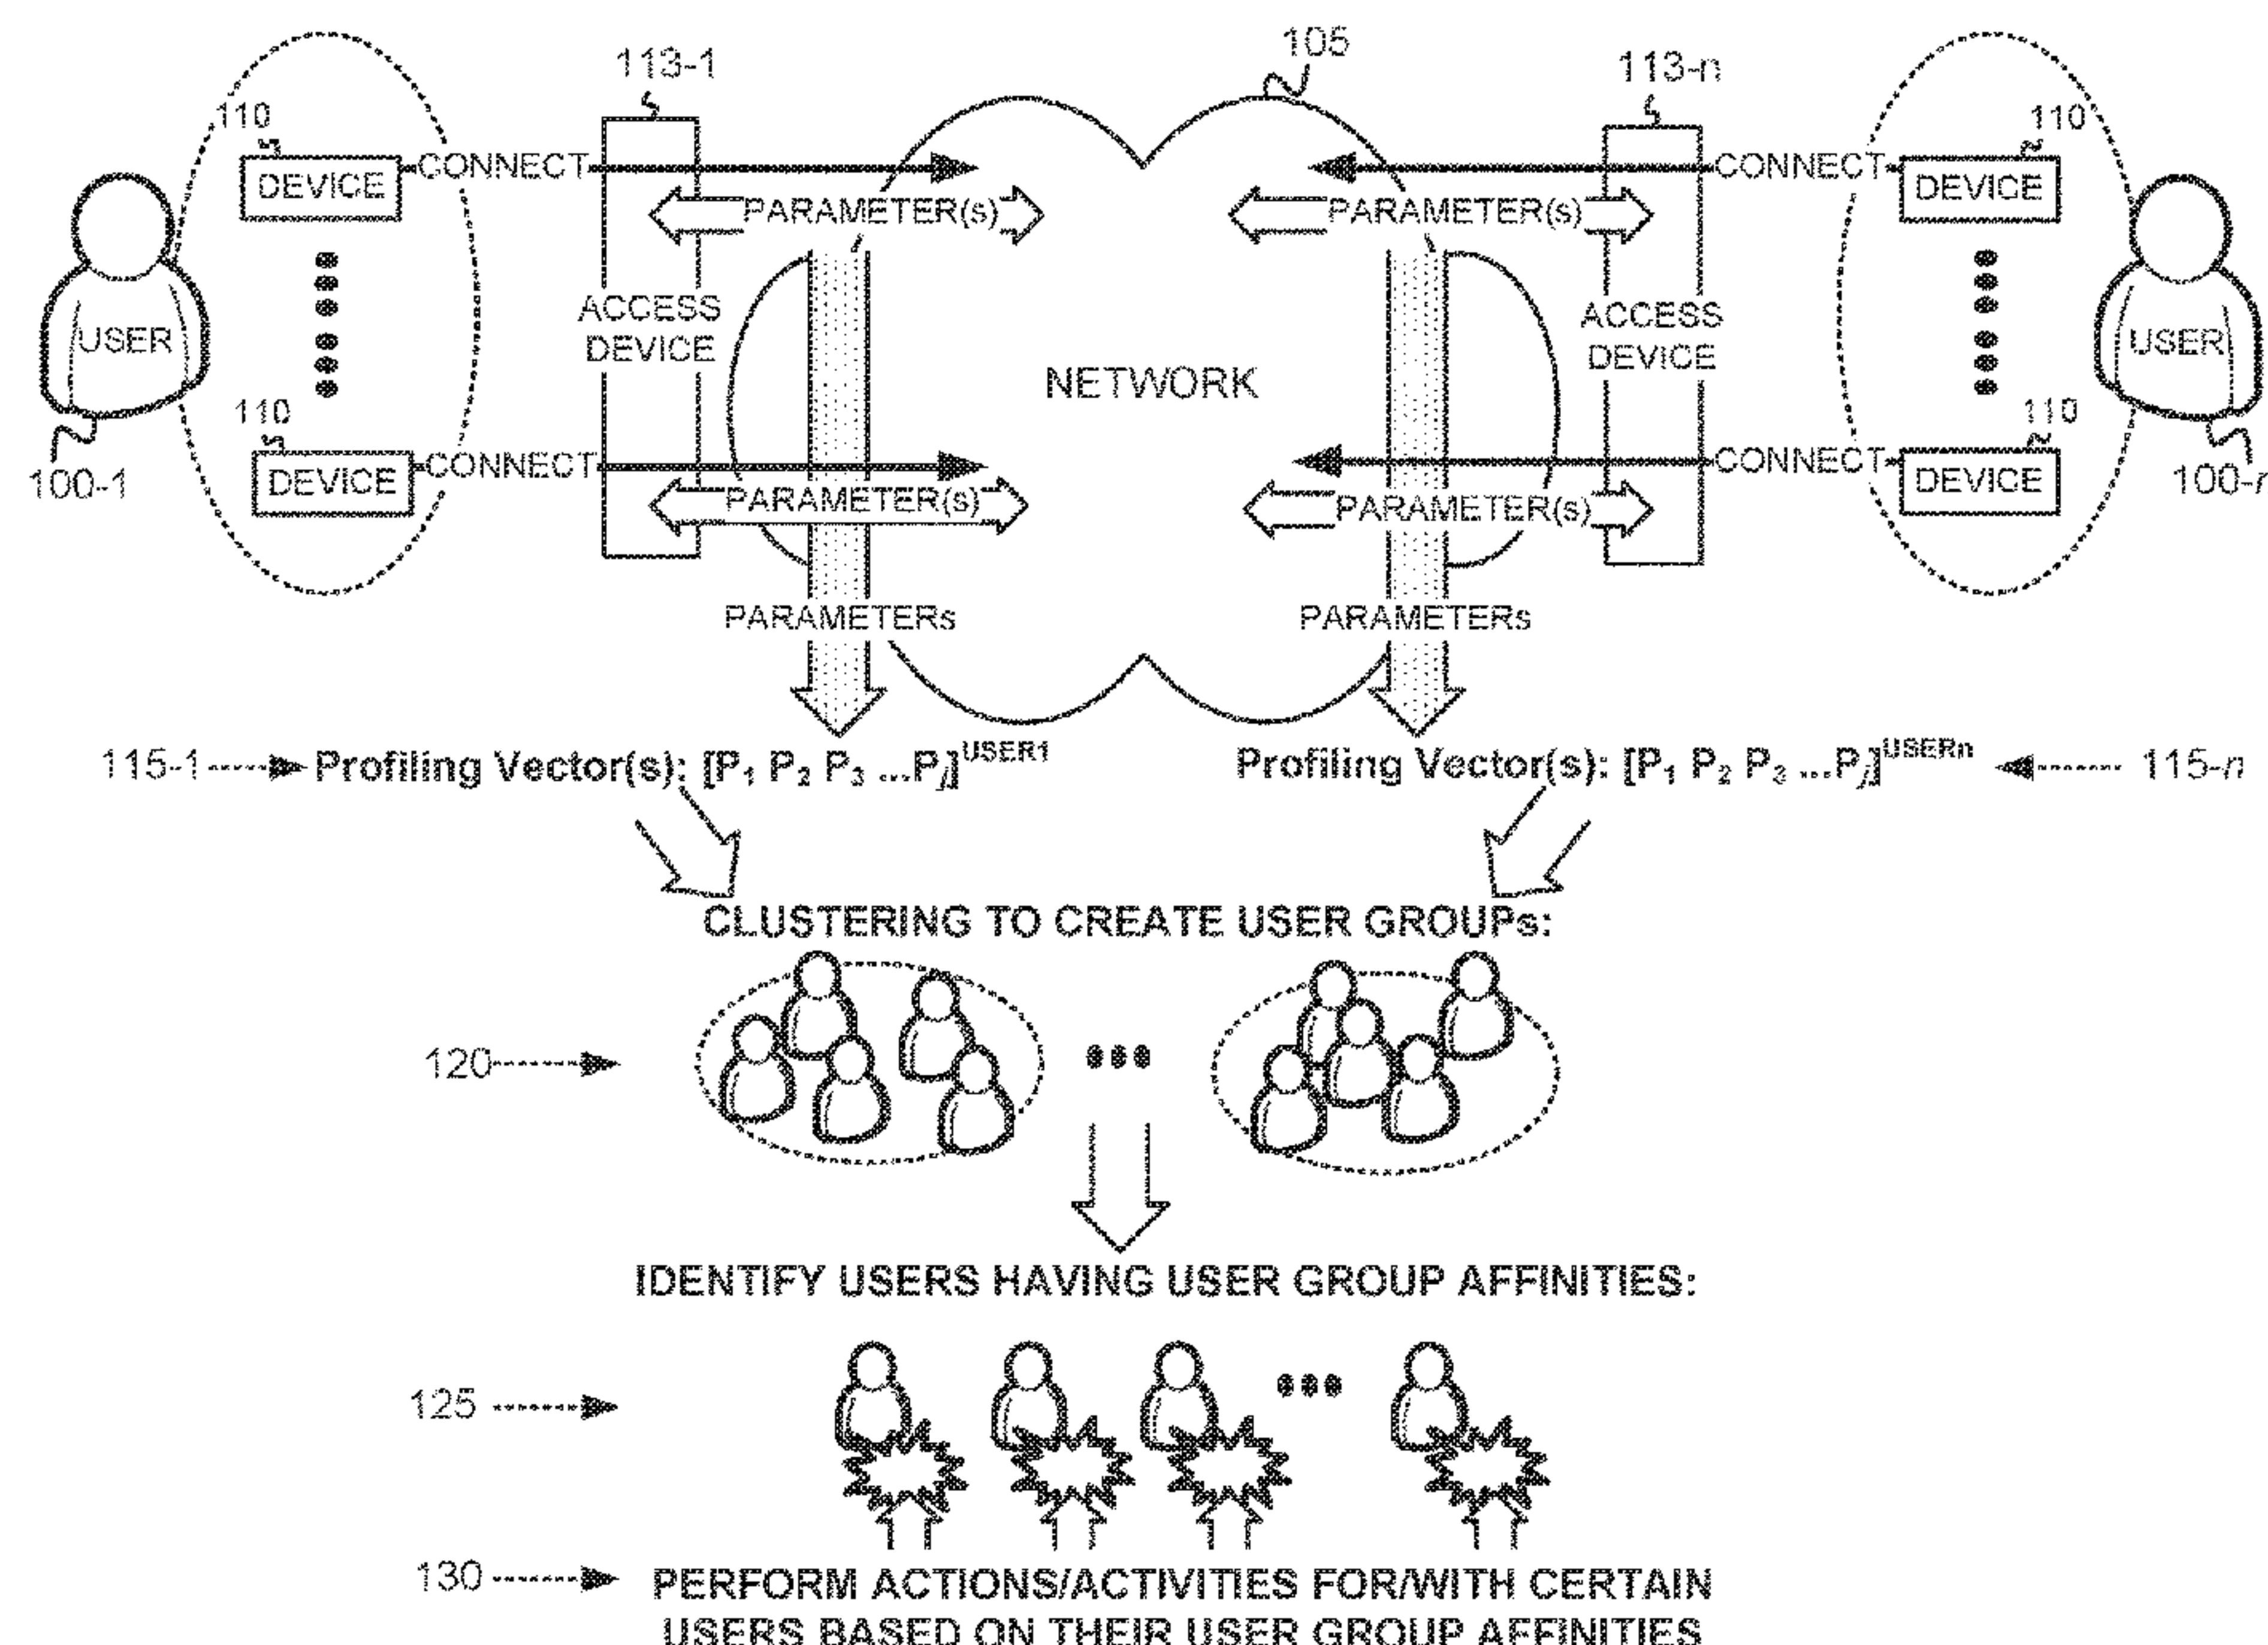 105
113-1
113-n
110
110
CONNECT
CONNECT
DEVICE
DEVICE
PARAMETER(s)
PARAMETER(s)
ACCESS
DEVICE
ACCESS
DEVICE
USER
USER
NETWORK
110
110
CONNECT
CONNECT
100-1
DEVICE
DEVICE
100-n
PARAMETER(s)
PARAMETER(s)
PARAMETERs
PARAMETERs
115-1 Profiling Vector(s): [P1 P2 P3 ...Pj]USER1
Profiling Vector(s): [P1 P2 P3 ...Pj]USERn 115-n
CLUSTERING TO CREATE USER GROUPs:
120
IDENTIFY USERS HAVING USER GROUP AFFINITIES:
125
130 PERFORM ACTIONS/ACTIVITIES FOR/WITH CERTAIN
USERS BASED ON THEIR USER GROUP AFFINITIES